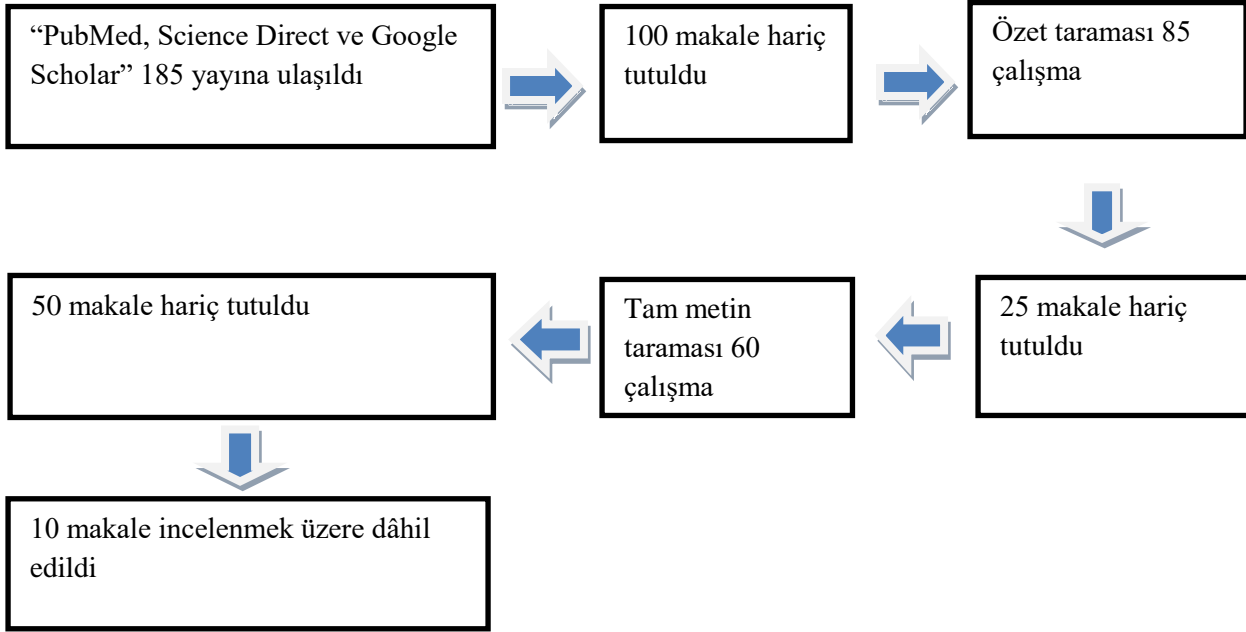 “PubMed, Science Direct ve Google
Scholar” 185 yayına ulaşıldı
100 makale hariç
tutuldu
Özet taraması 85
çalışma
25 makale hariç
tutuldu
Tam metin
taraması 60
çalışma
50 makale hariç tutuldu
10 makale incelenmek üzere dâhil
edildi